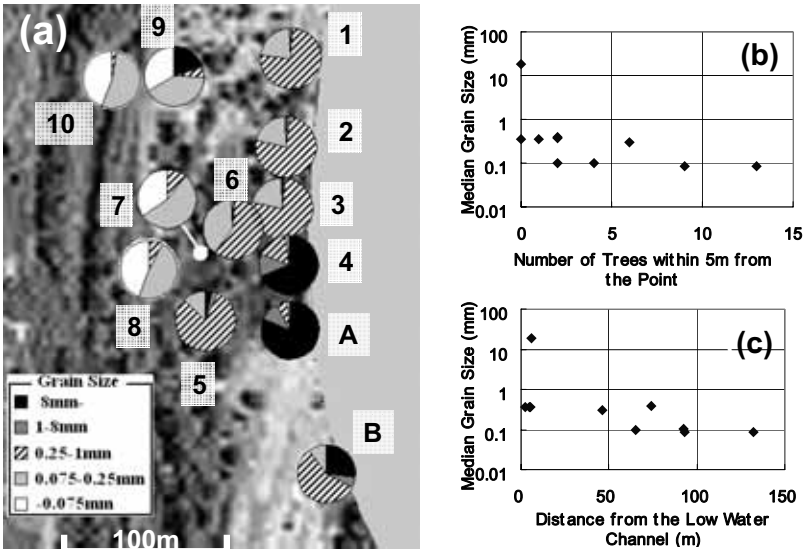 (a)
9
1
10
2
6
7
3
4
8
A
5
B
Grain Size
8mm-
1-8mm
0.25-1mm
0.075-0.25mm
-0.075mm
100m
(b)
Median Grain Size (mm)
100
10
1
0.1
0.01
0
5
10
15
Number of Trees within 5m from
the Point
(c)
Median Grain Size (mm)
100
10
1
0.1
0.01
0
50
100
150
Distance from the Low Water
Channel (m)